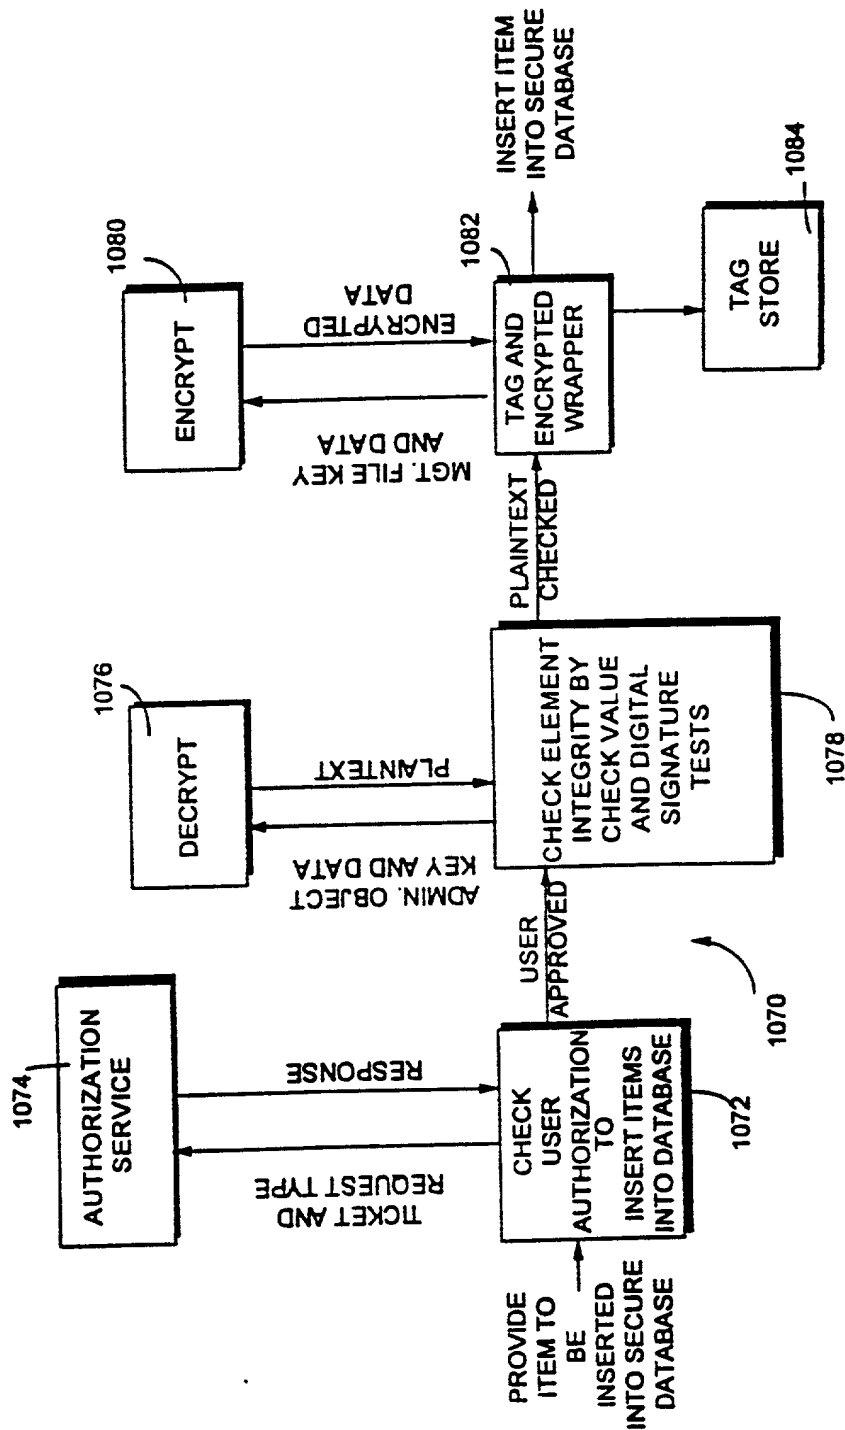 1074
AUTHORIZATION
SERVICE
1076
DECRYPT
1080
ENCRYPT
TICKET AND
REQUEST TYPE
RESPONSE
ADMIN. OBJECT
KEY AND DATA
PLAINTEXT
MGT. FILE KEY
AND DATA
ENCRYPTED
DATA
PROVIDE
ITEM TO
BE
INSERTED
INTO SECURE
DATABASE
CHECK
USER
AUTHORIZATION
TO
INSERT ITEMS
INTO DATABASE
1072
USER
APPROVED
CHECK ELEMENT
INTEGRITY BY
CHECK VALUE
AND DIGITAL
SIGNATURE
TESTS
1078
PLAINTEXT
CHECKED
TAG AND
ENCRYPTED
WRAPPER
1082
INSERT ITEM
INTO SECURE
DATABASE
TAG
STORE
1084
1070